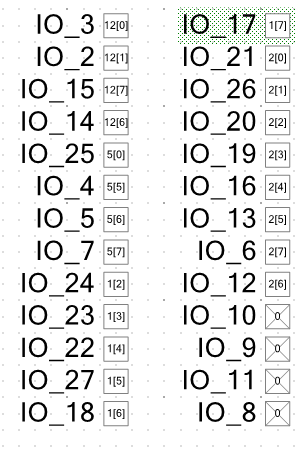 IO_3 12[0]
IO_2 12[1]
IO_15 12[7]
IO_14 12[6]
IO_25 5[0]
IO_4 5[5]
IO_5 5[6]
IO_7 5[7]
IO_24 1[2]
IO_23 1[3]
IO_22 1[4]
IO_27 1[5]
IO_18 1[6]
IO_17 1[7]
IO_21 2[0]
IO_26 2[1]
IO_20 2[2]
IO_19 2[3]
IO_16 2[4]
IO_13 2[5]
IO_6 2[7]
IO_12 2[6]
IO_10 0
IO_9 0
IO_11 0
IO_8 0